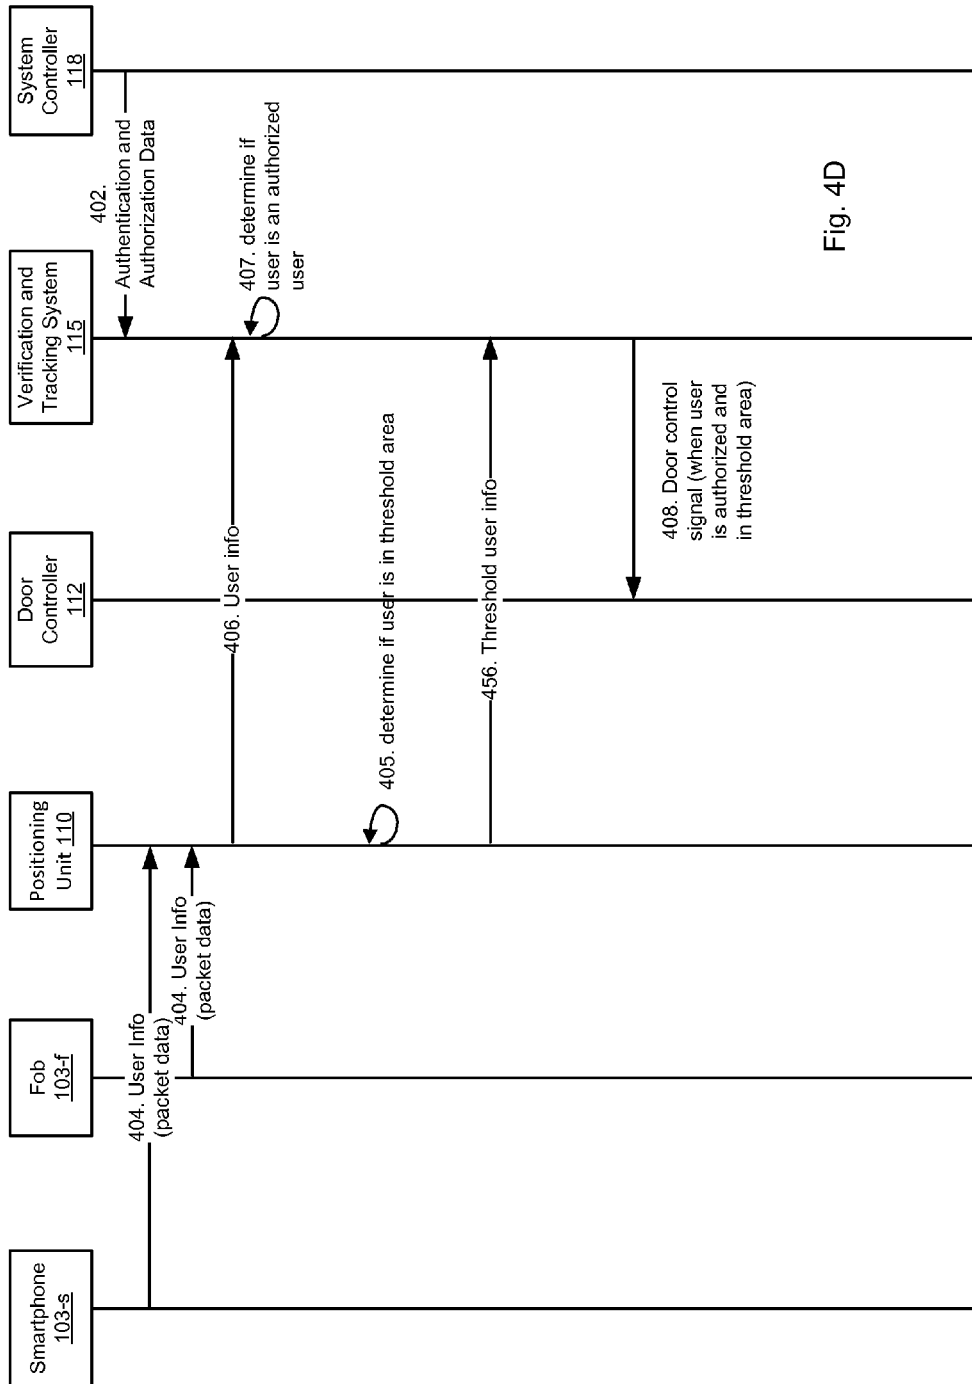 Smartphone
103-s
Fob
103-f
Positioning
Unit 110
Door
Controller
112
Verification and
Tracking System
115
System
Controller
118
402.
Authentication and
Authorization Data
404. User Info
(packet data)
404. User Info
(packet data)
406. User info
407. determine if
user is an authorized
user
405. determine if user is in threshold area
456. Threshold user info
408. Door control
signal (when user
is authorized and
in threshold area)
Fig. 4D